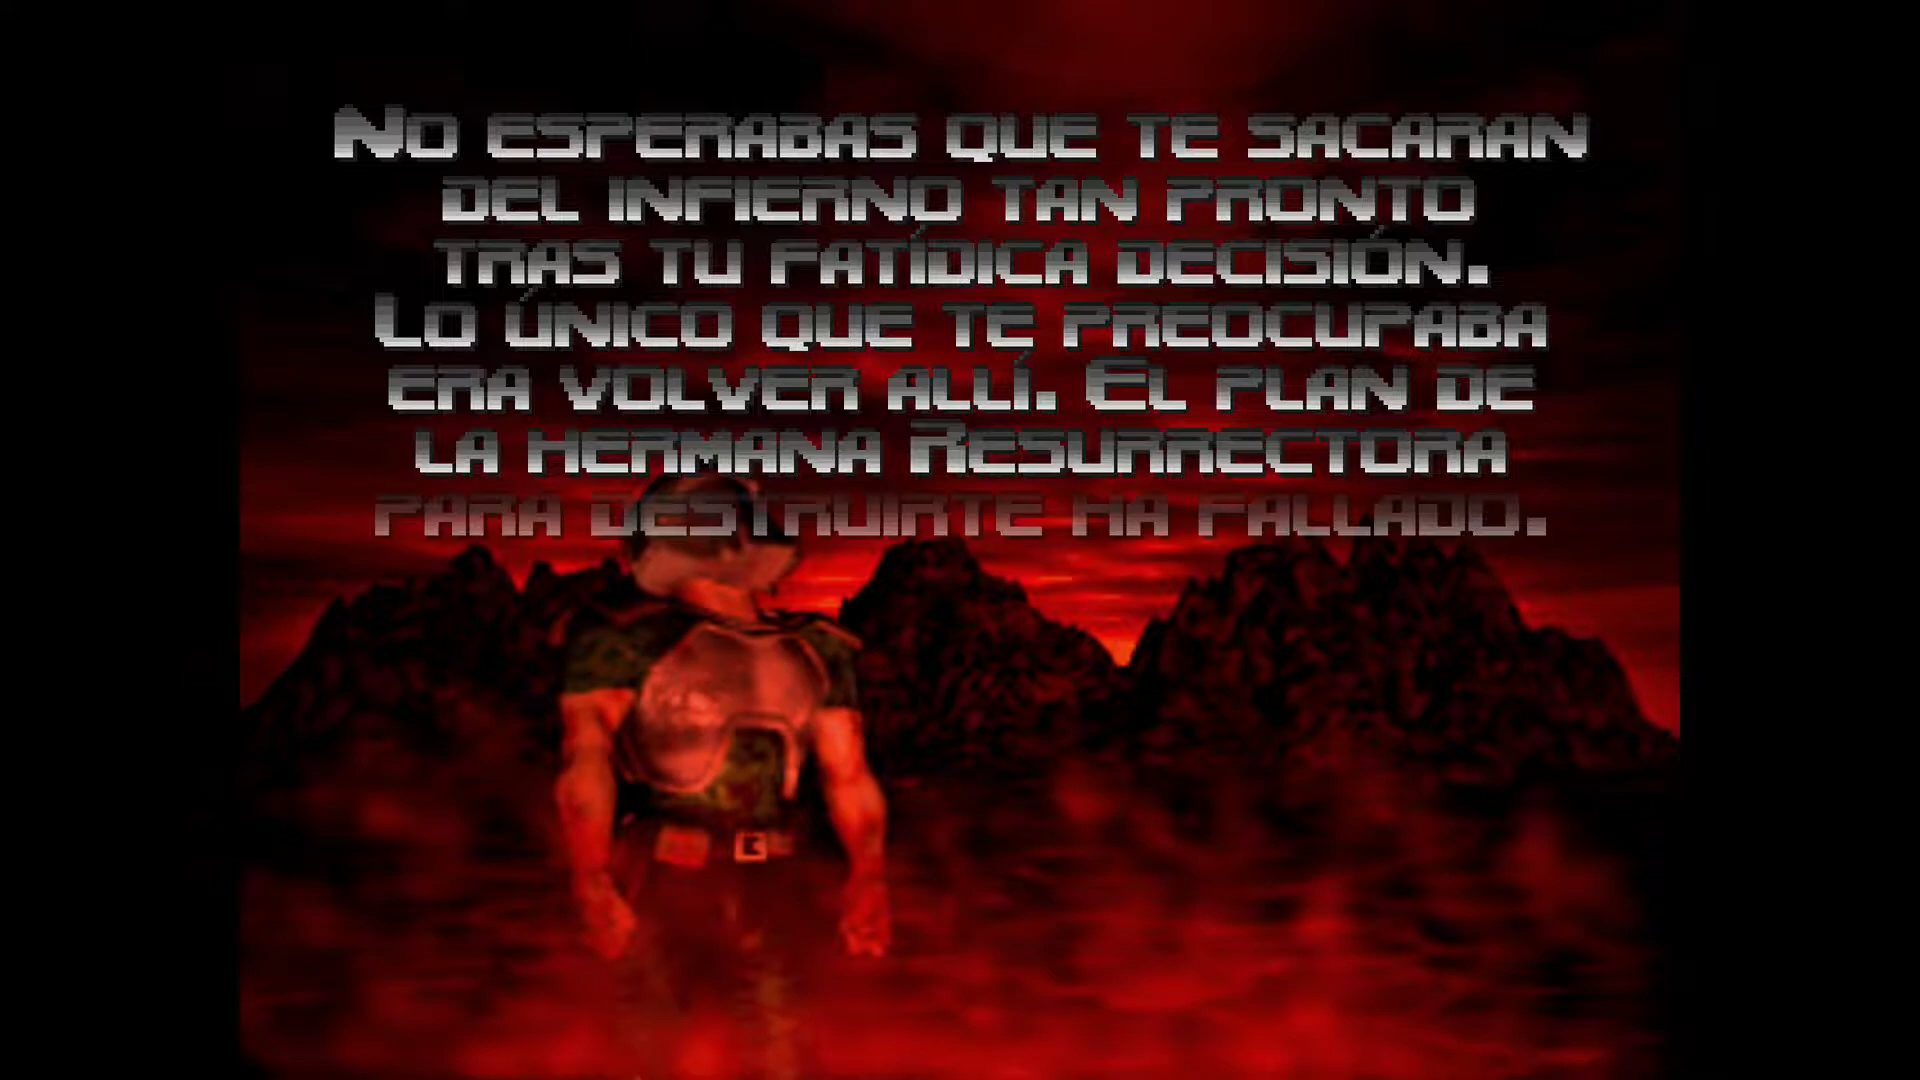 No esperabas que te sacaran
del infierno tan pronto
tras tu fatídica decisión.
Lo único que te preocupaba
era volver allí. El plan de
la hermana Resurrectora
para destruirte ha fallado.